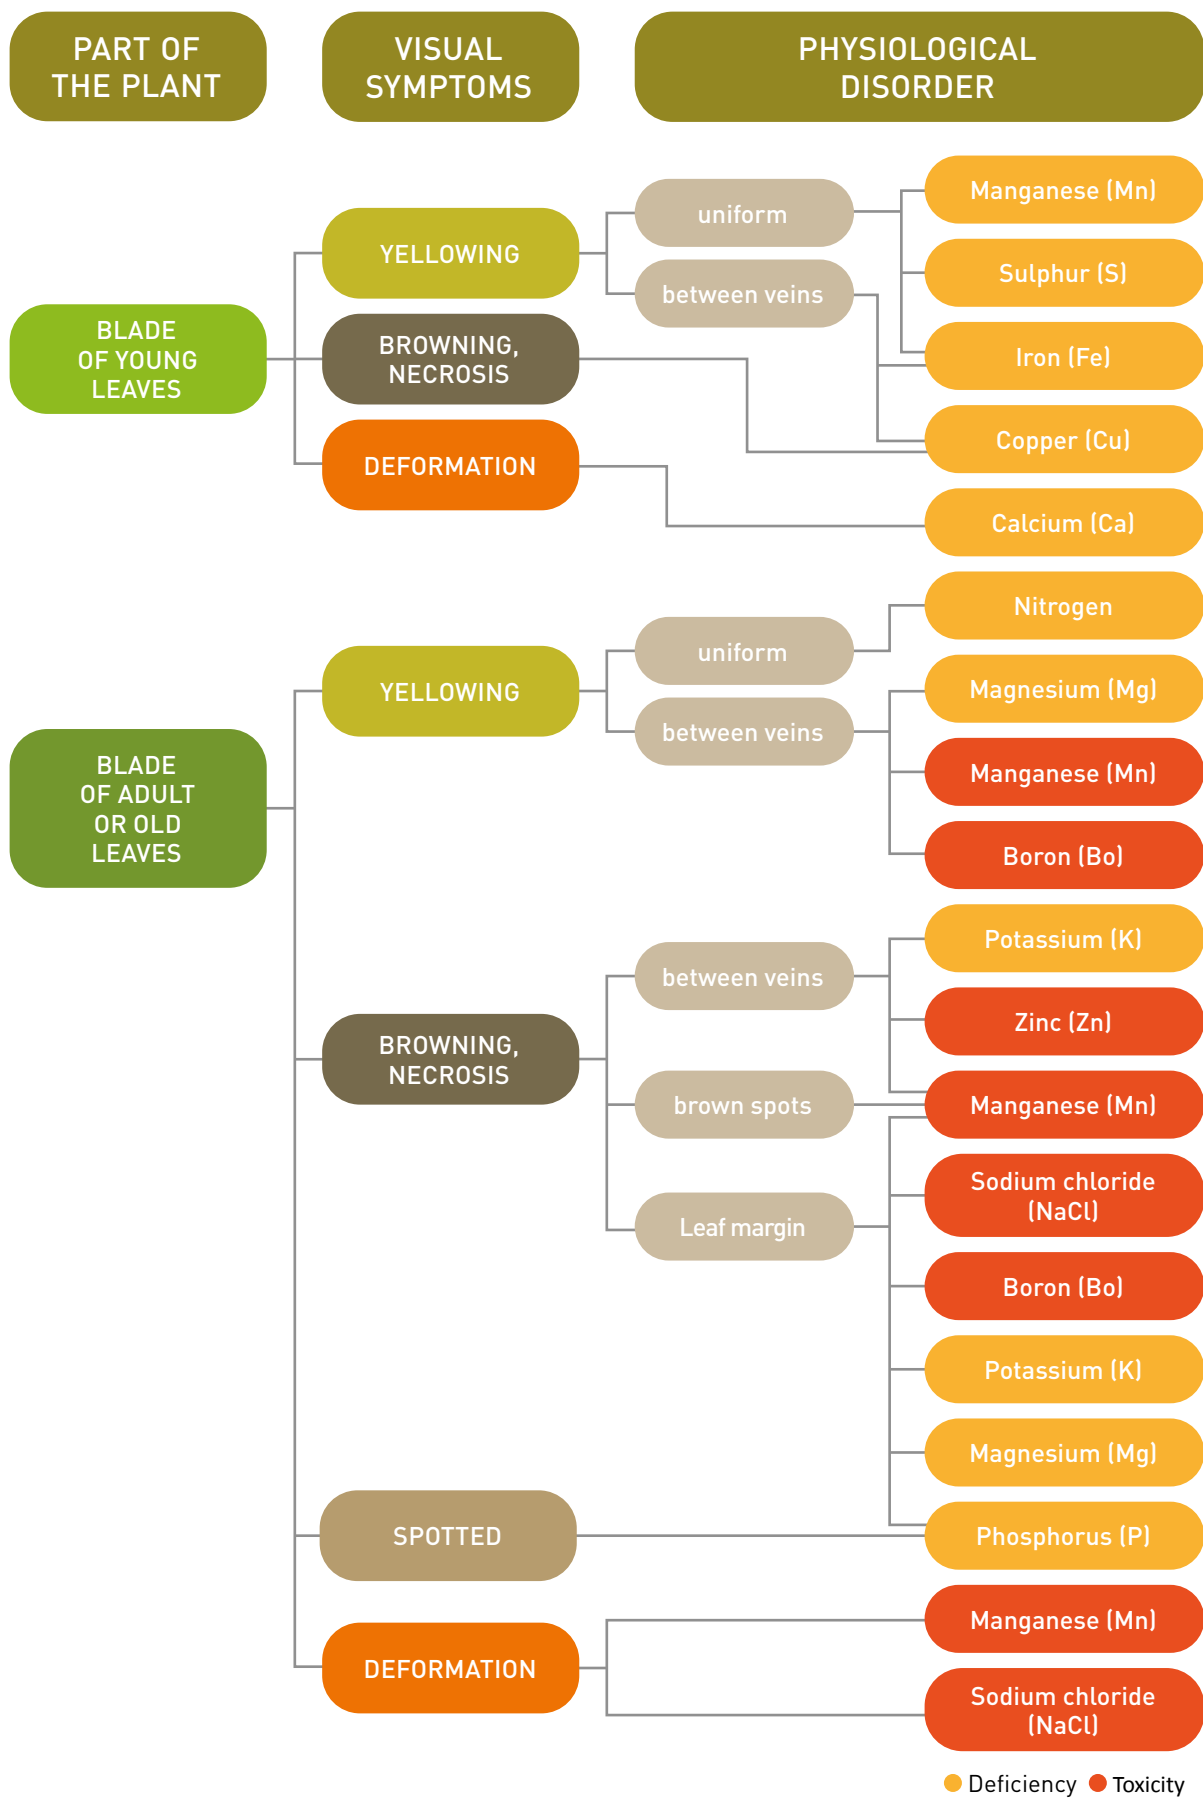 PART OF
THE PLANT
VISUAL
SYMPTOMS
PHYSIOLOGICAL
DISORDER
BLADE
OF YOUNG
LEAVES
YELLOWING
uniform
between veins
BROWNING,
NECROSIS
DEFORMATION
Manganese (Mn)
Sulphur (S)
Iron (Fe)
Copper (Cu)
Calcium (Ca)
BLADE
OF ADULT
OR OLD
LEAVES
YELLOWING
uniform
between veins
Nitrogen
Magnesium (Mg)
Manganese (Mn)
Boron (Bo)
BROWNING,
NECROSIS
between veins
brown spots
Leaf margin
Potassium (K)
Zinc (Zn)
Manganese (Mn)
Sodium chloride
(NaCl)
Boron (Bo)
Potassium (K)
Magnesium (Mg)
SPOTTED
Phosphorus (P)
DEFORMATION
Manganese (Mn)
Sodium chloride
(NaCl)
Deficiency Toxicity